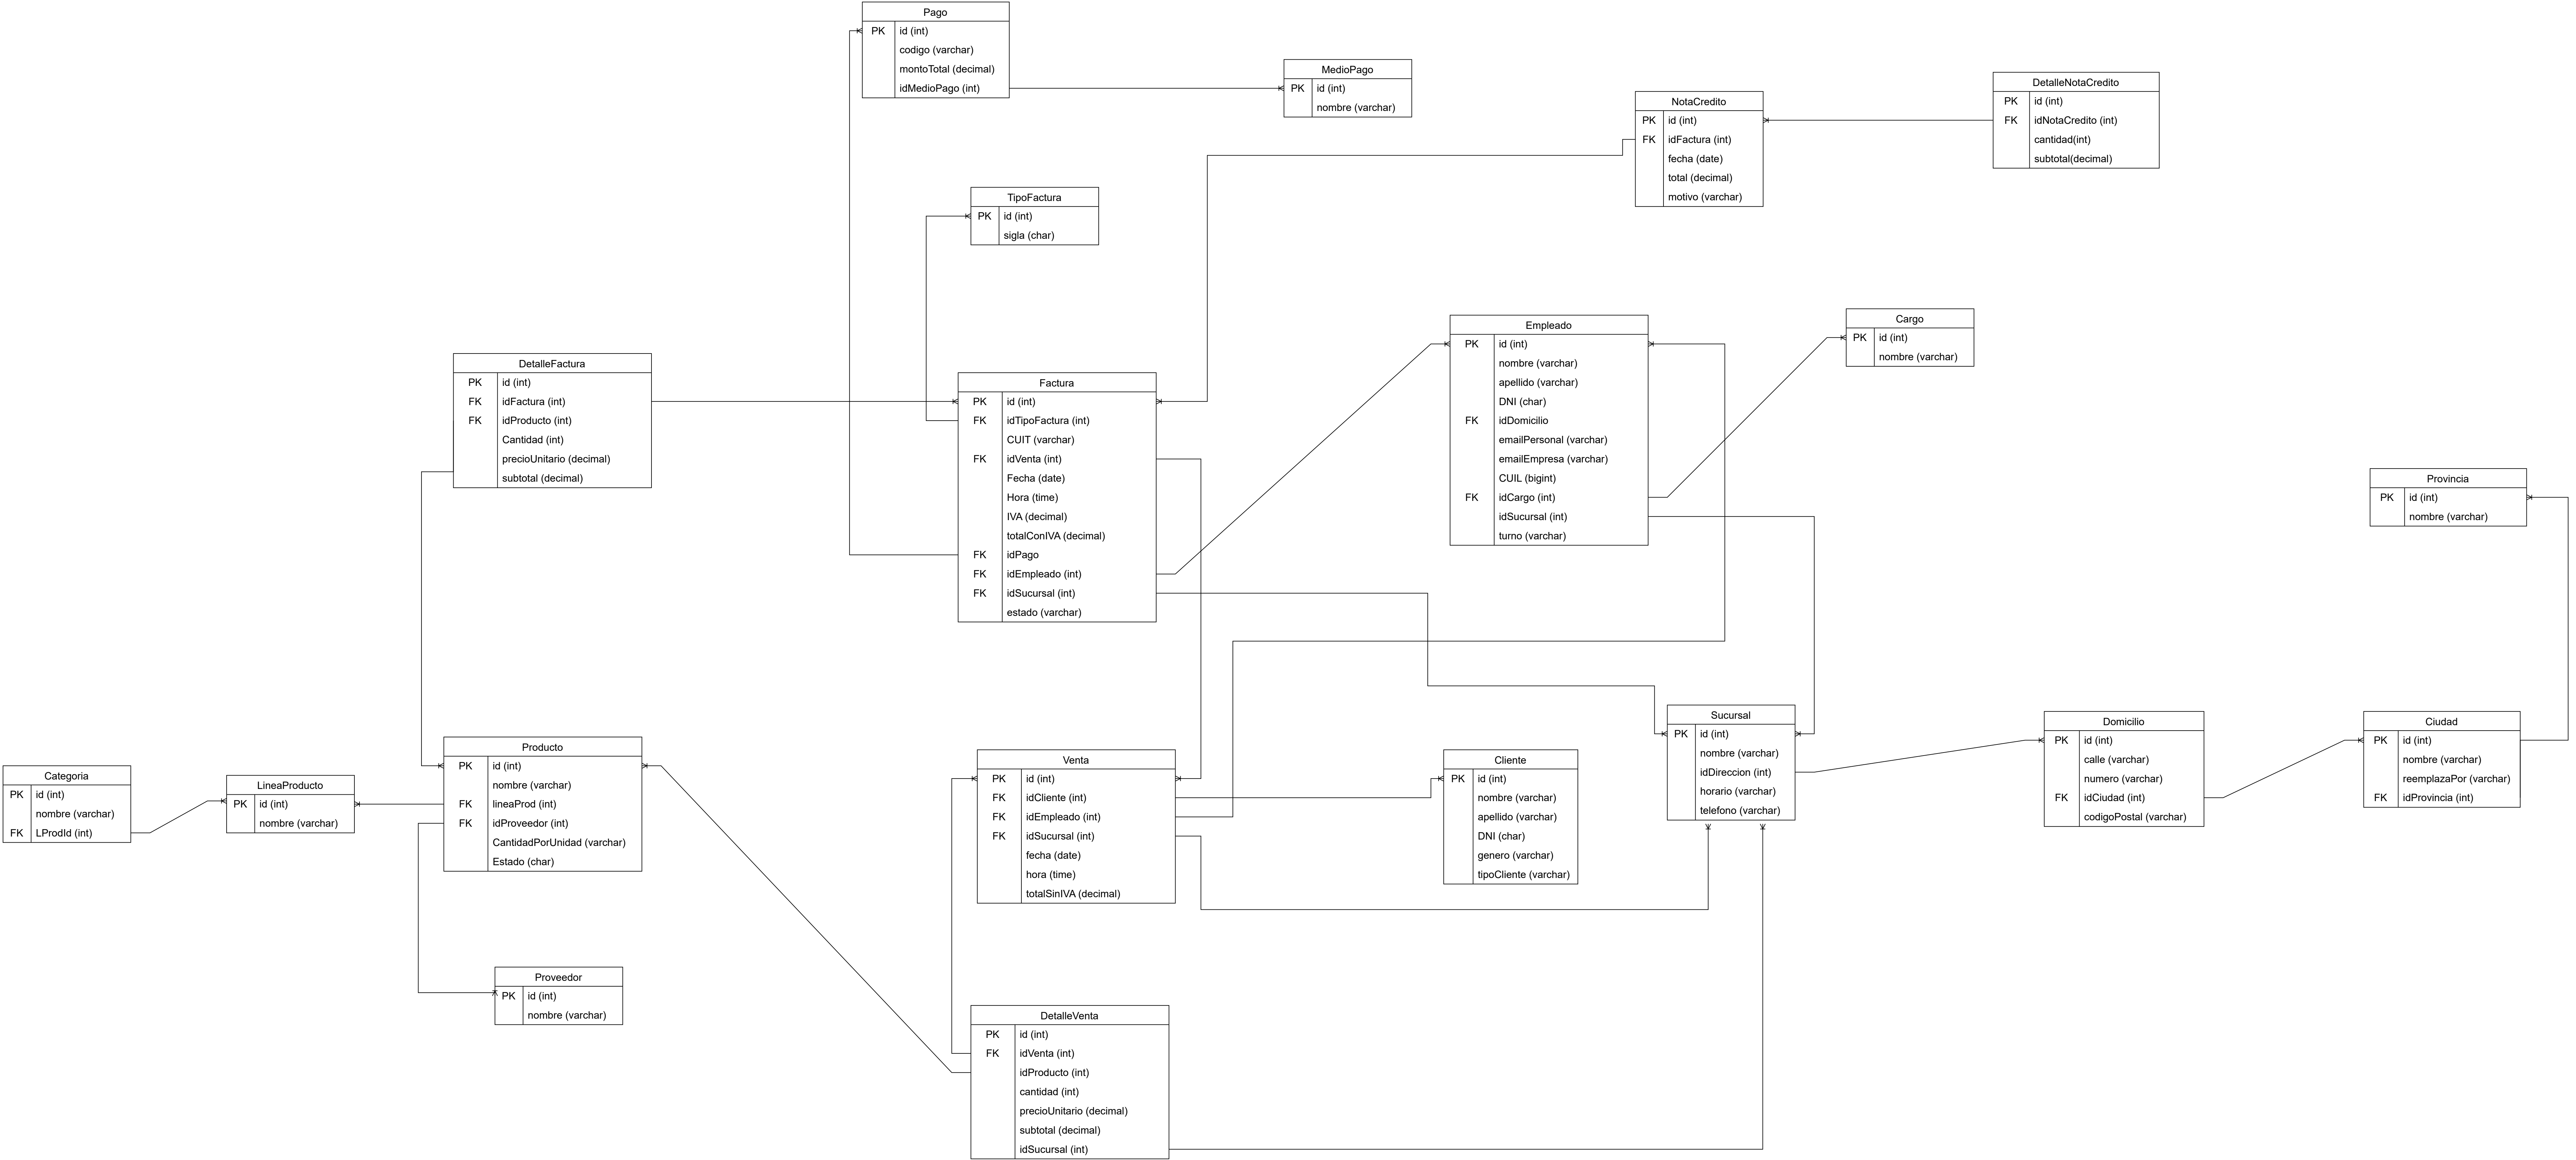 Pago
PK id (int)
codigo (varchar)
montoTotal (decimal)
idMedioPago (int)
MedioPago
PK id (int)
nombre (varchar)
NotaCredito
PK id (int)
FK idFactura (int)
fecha (date)
total (decimal)
motivo (varchar)
DetalleNotaCredito
PK id (int)
FK idNotaCredito (int)
cantidad(int)
subtotal(decimal)
TipoFactura
PK id (int)
sigla (char)
DetalleFactura
PK id (int)
FK idFactura (int)
FK idProducto (int)
Cantidad (int)
precioUnitario (decimal)
subtotal (decimal)
Factura
PK id (int)
FK idTipoFactura (int)
CUIT (varchar)
FK idVenta (int)
Fecha (date)
Hora (time)
IVA (decimal)
totalConIVA (decimal)
FK idPago
FK idEmpleado (int)
FK idSucursal (int)
estado (varchar)
Empleado
PK id (int)
nombre (varchar)
apellido (varchar)
DNI (char)
FK idDomicilio
emailPersonal (varchar)
emailEmpresa (varchar)
CUIL (bigint)
FK idCargo (int)
idSucursal (int)
turno (varchar)
Cargo
PK id (int)
nombre (varchar)
Provincia
PK id (int)
nombre (varchar)
Categoria
PK id (int)
nombre (varchar)
FK LProdId (int)
LineaProducto
PK id (int)
nombre (varchar)
Producto
PK id (int)
nombre (varchar)
FK lineaProd (int)
FK idProveedor (int)
CantidadPorUnidad (varchar)
Estado (char)
Venta
PK id (int)
FK idCliente (int)
FK idEmpleado (int)
FK idSucursal (int)
fecha (date)
hora (time)
totalSinIVA (decimal)
Cliente
PK id (int)
nombre (varchar)
apellido (varchar)
DNI (char)
genero (varchar)
tipoCliente (varchar)
Sucursal
PK id (int)
nombre (varchar)
idDireccion (int)
horario (varchar)
telefono (varchar)
Domicilio
PK id (int)
calle (varchar)
numero (varchar)
FK idCiudad (int)
codigoPostal (varchar)
Ciudad
PK id (int)
nombre (varchar)
reemplazaPor (varchar)
FK idProvincia (int)
Proveedor
PK id (int)
nombre (varchar)
DetalleVenta
PK id (int)
FK idVenta (int)
idProducto (int)
cantidad (int)
precioUnitario (decimal)
subtotal (decimal)
idSucursal (int)